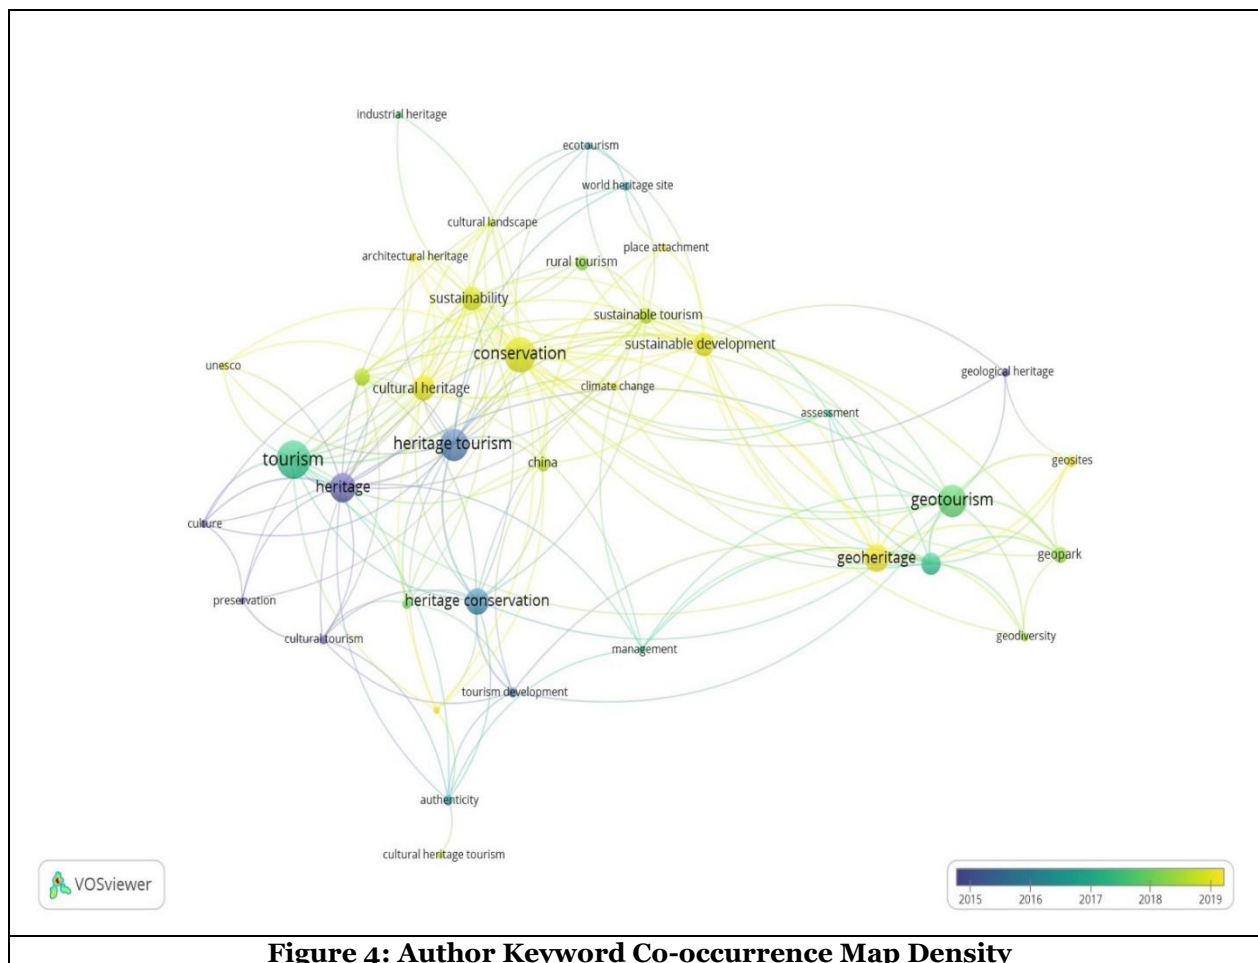 industrial heritage
ecotourism
world heritage site
cultural landscape
place attachment
architectural heritage
rural tourism
sustainability
sustainable tourism
sustainable development
conservation
unesco
geological heritage
cultural heritage
climate change
assessment
heritage tourism
tourism
china
geosites
heritage
geotourism
culture
geoheritage
geopark
preservation
heritage conservation
cultural tourism
geodiversity
management
tourism development
authenticity
cultural heritage tourism
VOSviewer
2015 2016 2017 2018 2019
Figure 4: Author Keyword Co-occurrence Map Density